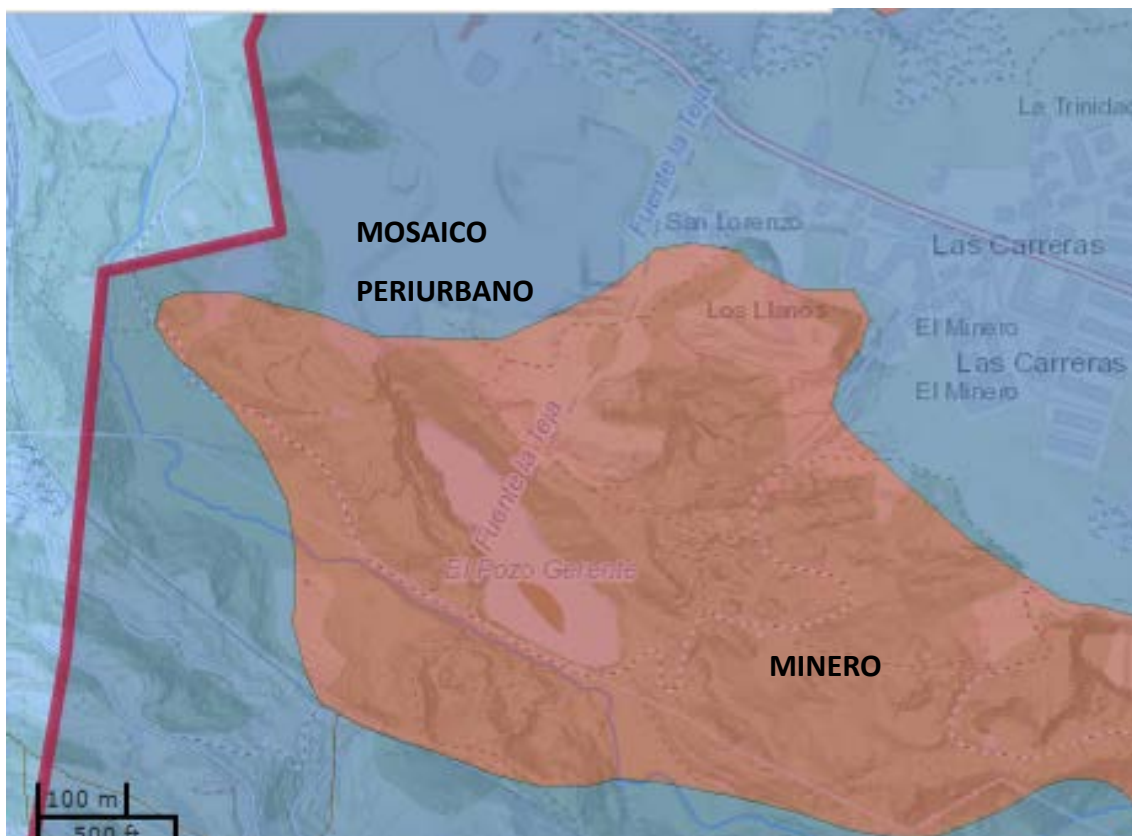 La Trinidad
Fuente la Teja
San Lorenzo
MOSAICO
PERIURBANO
Las Carreras
Los Llanos
El Minero
Las Carreras
El Minero
Fuente la Teja
El Pozo Gerente
MINERO
100 m
500 ft